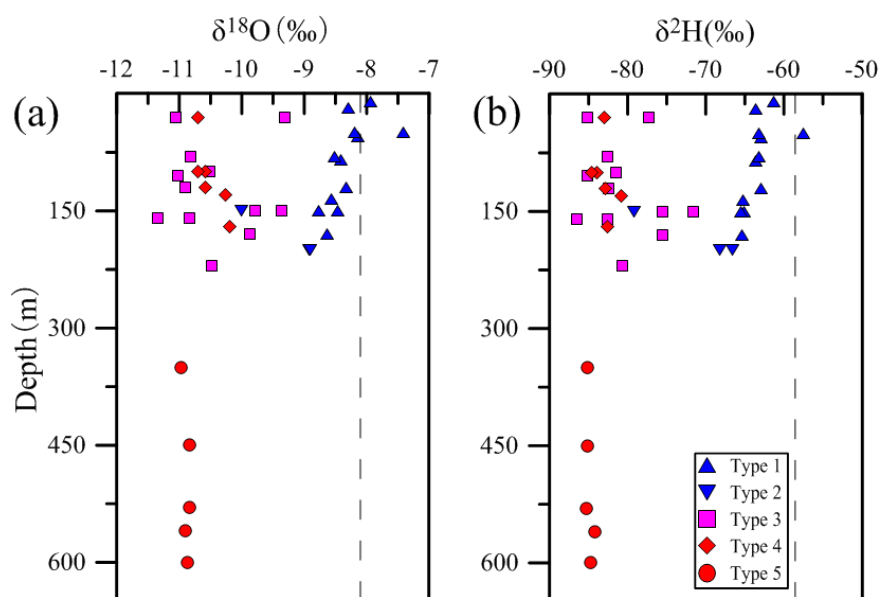 δ¹⁸O (‰)
-12 -11 -10 -9 -8 -7
(a)
Depth(m)
150
300
450
600
δ²H(‰)
-90 -80 -70 -60 -50
(b)
150
300
450
600
Type 1
Type 2
Type 3
Type 4
Type 5